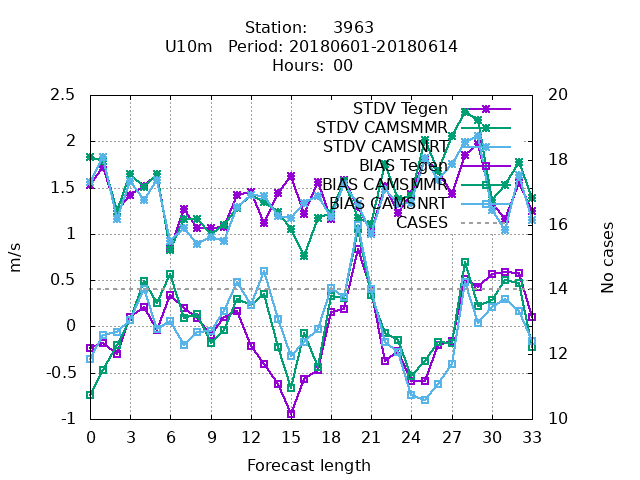 Station: 3963
U10m Period: 20180601-20180614
Hours: 00
2.5
2
1.5
1
0.5
0
-0.5
-1
m/s
20
18
16
14
12
10
No cases
STDV Tegen
STDV CAMSMMR
STDV CAMSNRT
BIAS Tegen
BIAS CAMSMMR
BIAS CAMSNRT
CASES
0 3 6 9 12 15 18 21 24 27 30 33
Forecast length